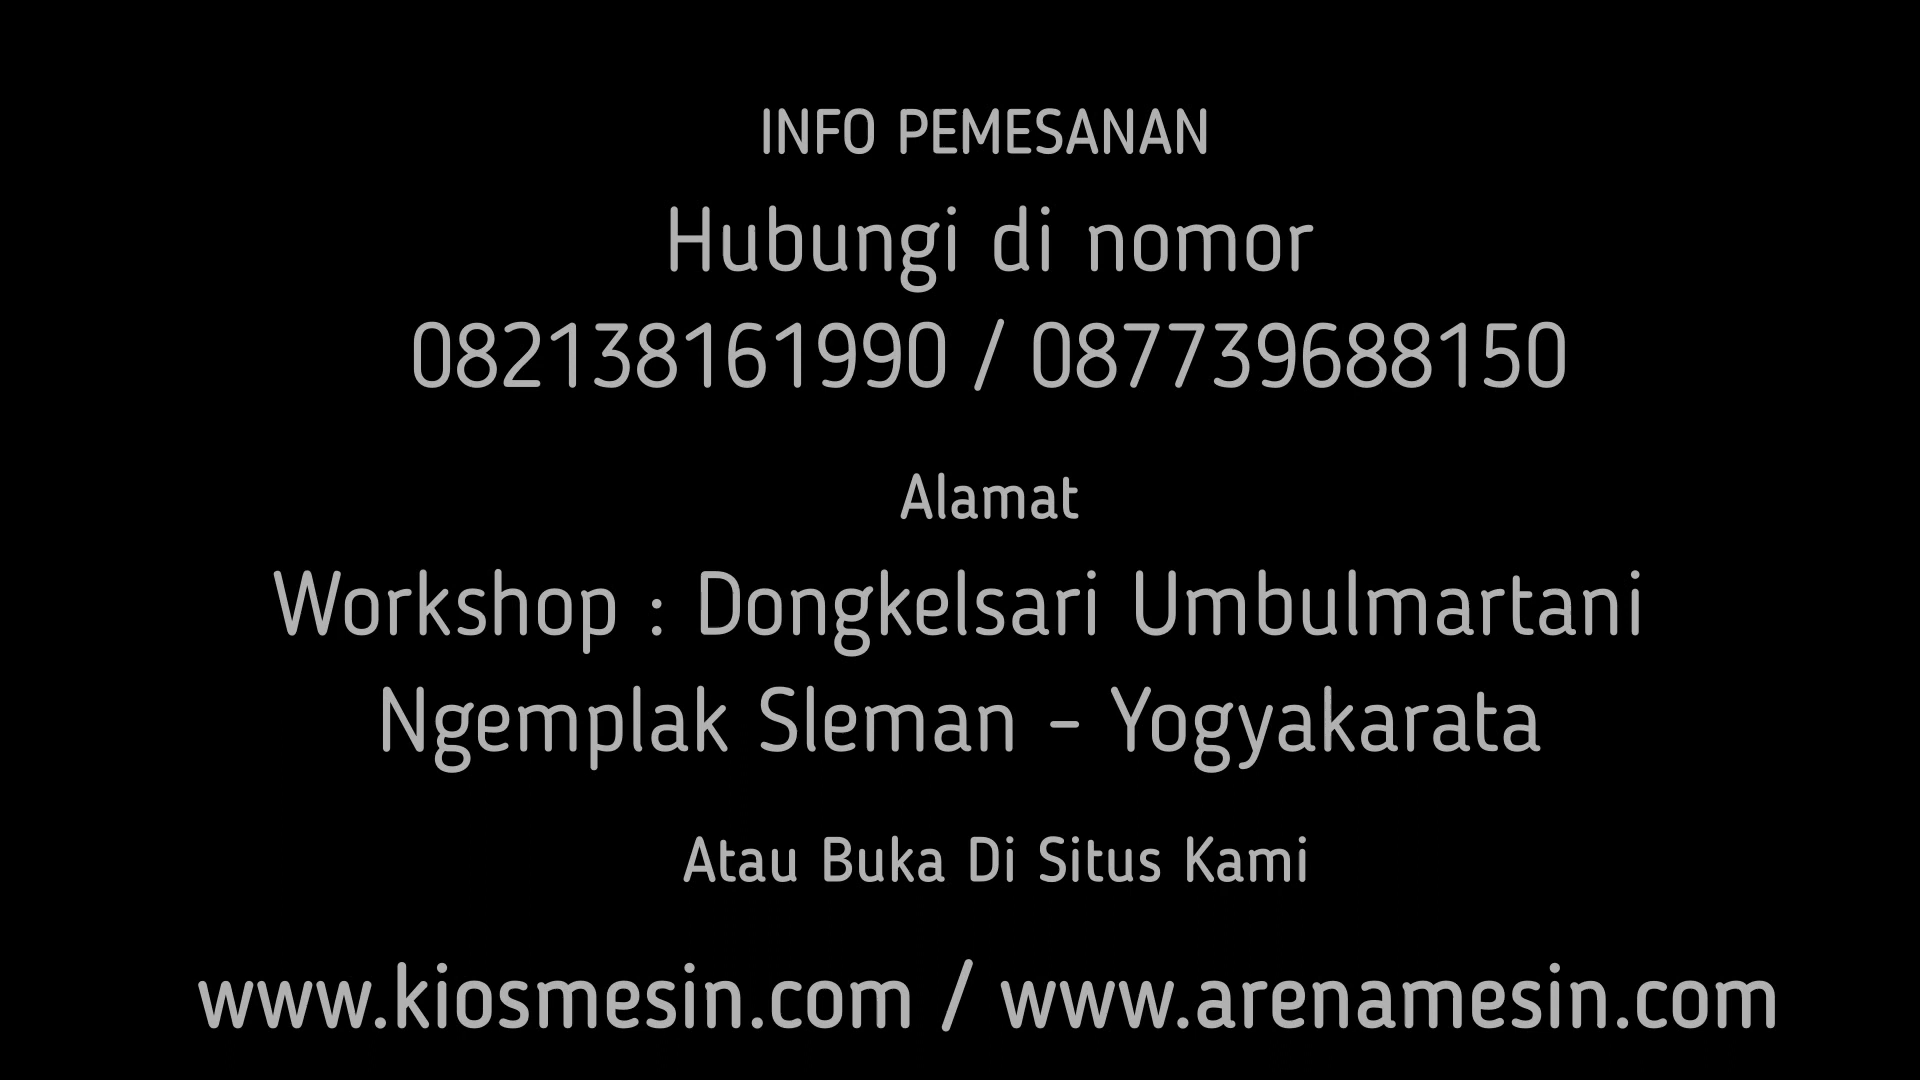 INFO PEMESANAN
Hubungi di nomor
082138161990 / 087739688150
Alamat
Workshop : Dongkelsari Umbulmartani
Ngemplak Sleman - Yogyakarata
Atau Buka Di Situs Kami
www.kiosmesin.com / www.arenamesin.com